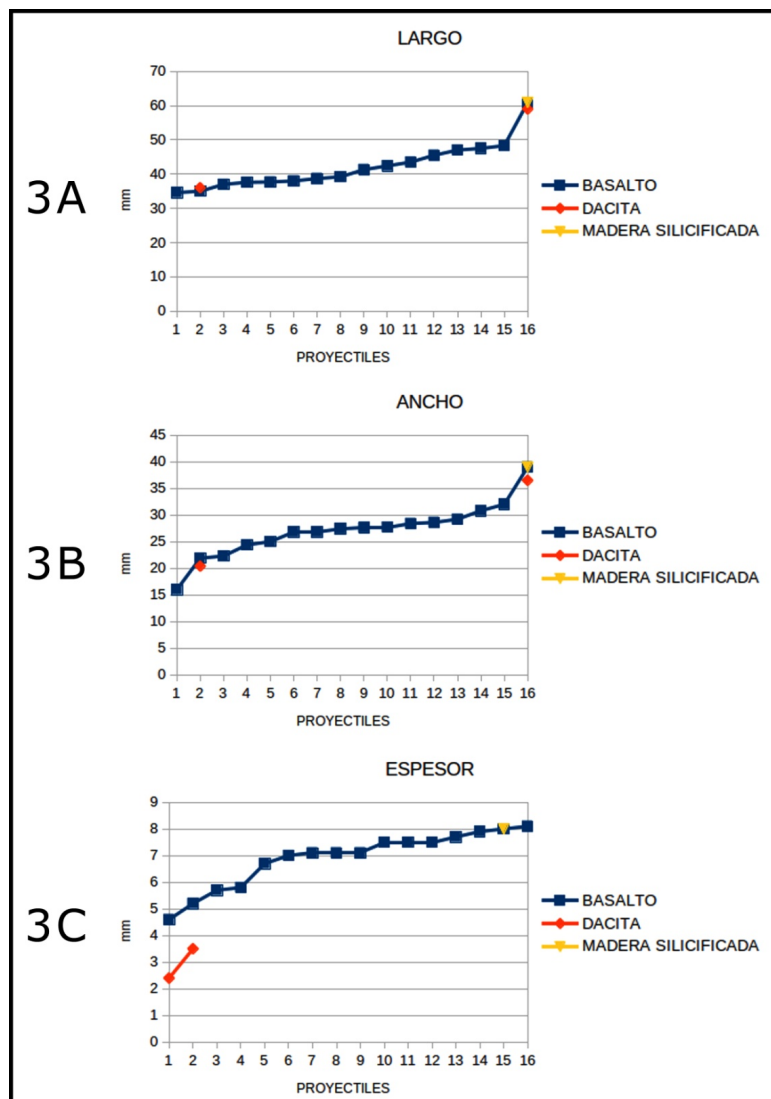 LARGO
70
60
50
40
30
20
10
0
mm
1 2 3 4 5 6 7 8 9 10 11 12 13 14 15 16
PROYECTILES
3A
BASALTO
DACITA
MADERA SILICIFICADA
ANCHO
45
40
35
30
25
20
15
10
5
0
mm
1 2 3 4 5 6 7 8 9 10 11 12 13 14 15 16
PROYECTILES
3B
BASALTO
DACITA
MADERA SILICIFICADA
ESPESOR
9
8
7
6
5
4
3
2
1
0
mm
1 2 3 4 5 6 7 8 9 10 11 12 13 14 15 16
PROYECTILES
3C
BASALTO
DACITA
MADERA SILICIFICADA